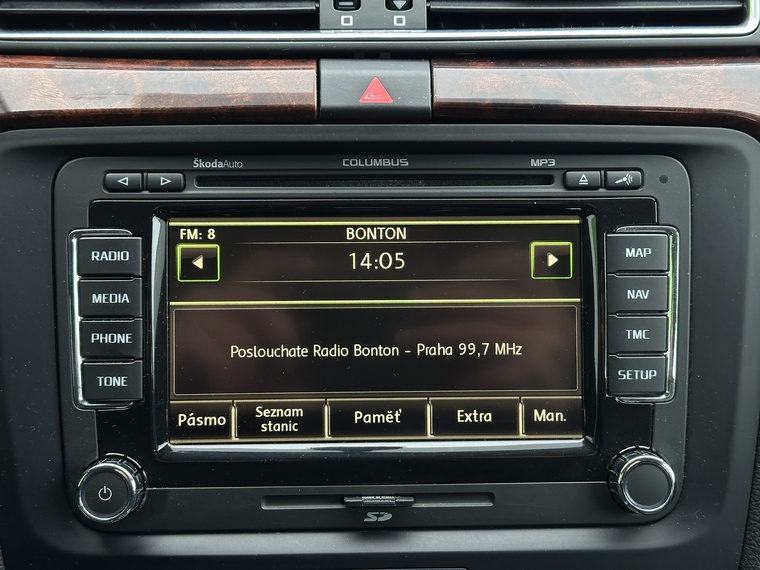 ŠkodaAuto COLUMBUS MP3
FM: 8 BONTON
14:05
Poslouchate Radio Bonton - Praha 99,7 MHz
Pásmo Seznam stanic Paměť Extra Man.
RADIO
MEDIA
PHONE
TONE
MAP
NAV
TMC
SETUP
SD